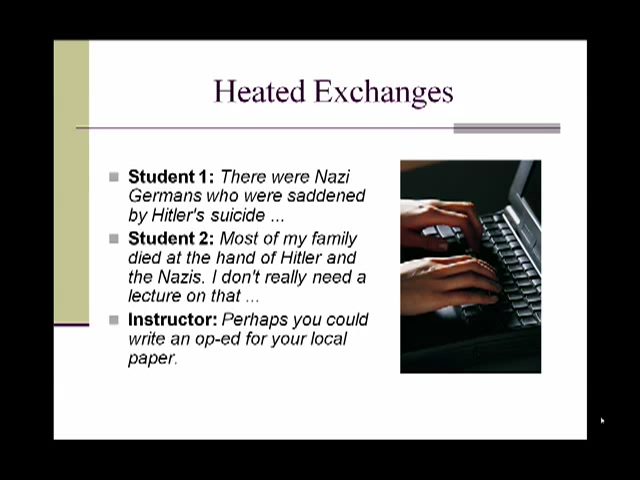 Heated Exchanges
Student 1: There were Nazi
Germans who were saddened
by Hitler's suicide ...
Student 2: Most of my family
died at the hand of Hitler and
the Nazis. I don't really need a
lecture on that ...
Instructor: Perhaps you could
write an op-ed for your local
paper.